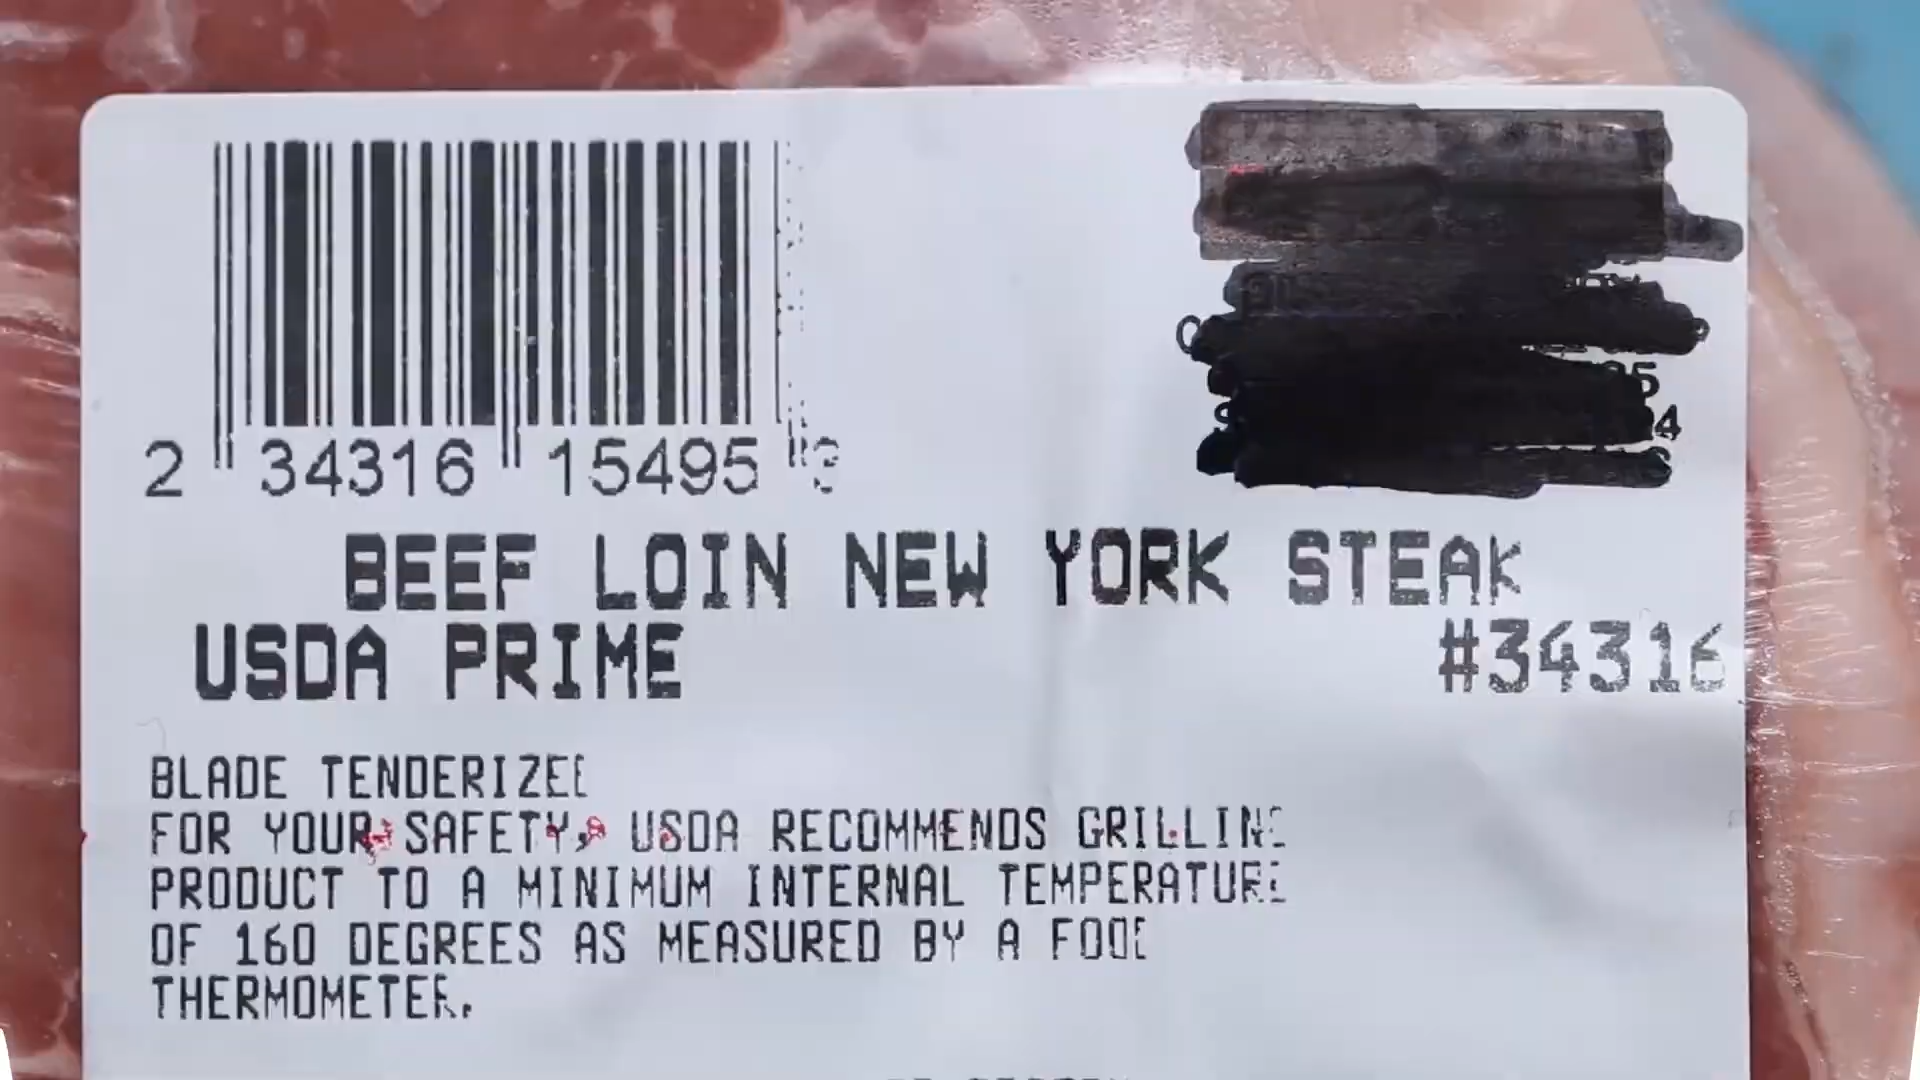 2 34316 15495 3
BEEF LOIN NEW YORK STEAK
USDA PRIME #34316
BLADE TENDERIZED
FOR YOUR SAFETY, USDA RECOMMENDS GRILLING
PRODUCT TO A MINIMUM INTERNAL TEMPERATURE
OF 160 DEGREES AS MEASURED BY A FOOD
THERMOMETER.